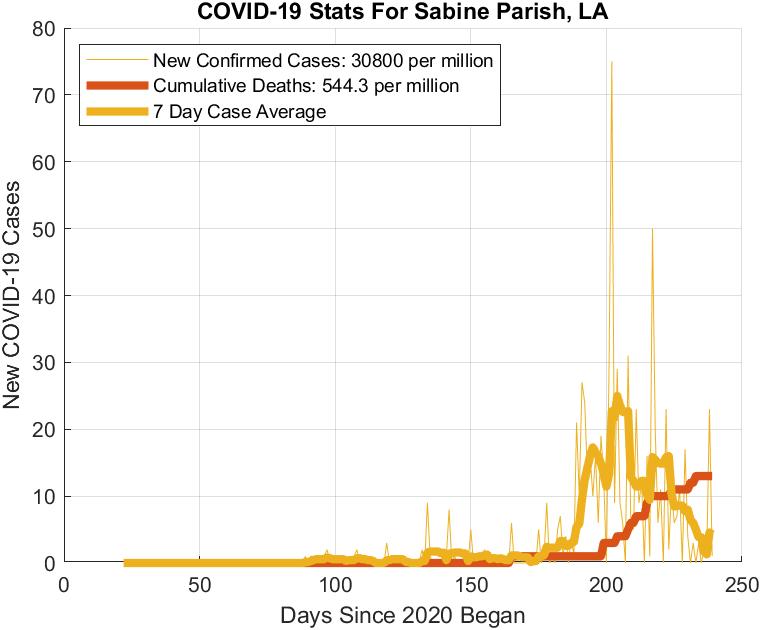 COVID-19 Stats For Sabine Parish, LA
New Confirmed Cases: 30800 per million
Cumulative Deaths: 544.3 per million
7 Day Case Average
80
70
60
50
40
30
20
10
0
New COVID-19 Cases
0 50 100 150 200 250
Days Since 2020 Began